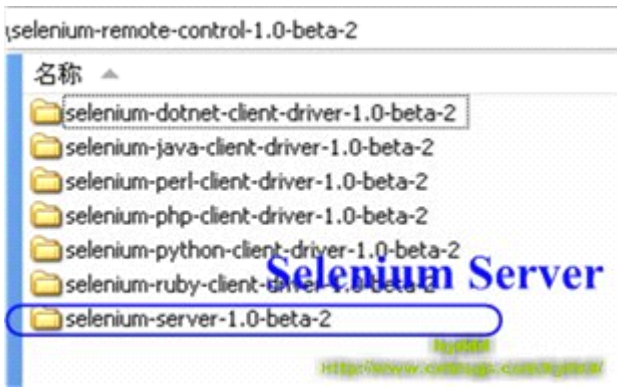 \selenium-remote-control-1.0-beta-2
名称
selenium-dotnet-client-driver-1.0-beta-2
selenium-java-client-driver-1.0-beta-2
selenium-perl-client-driver-1.0-beta-2
selenium-php-client-driver-1.0-beta-2
selenium-python-client-driver-1.0-beta-2
selenium-ruby-client-driver-1.0-beta-2
Selenium Server
selenium-server-1.0-beta-2